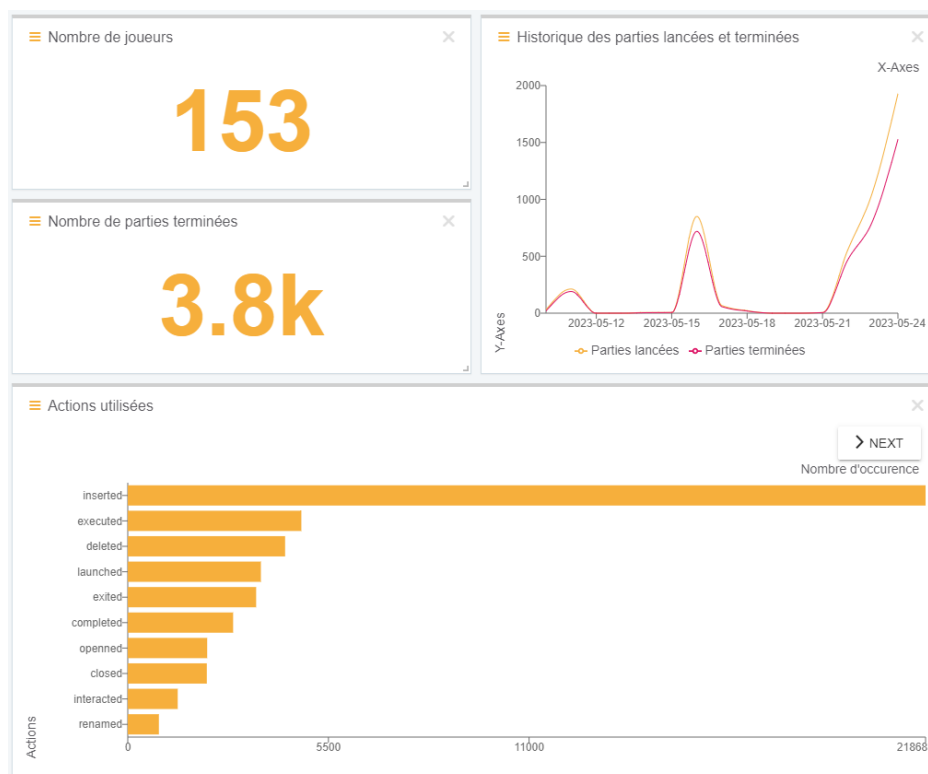 Nombre de joueurs
153
Nombre de parties terminées
3.8k
Historique des parties lancées et terminées
X-Axes
2000
1500
1000
500
0
2023-05-12 2023-05-15 2023-05-18 2023-05-21 2023-05-24
Y-Axes
Parties lancées Parties terminées
Actions utilisées
NEXT
Nombre d'occurence
inserted
executed
deleted
launched
exited
completed
openned
closed
interacted
renamed
Actions
0 5500 11000 21868